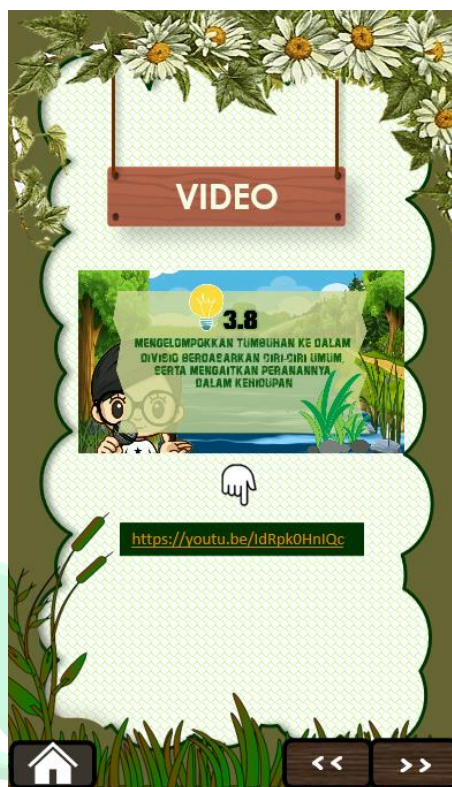 VIDEO
3.8
MENGELOMPOKKAN TUMBUHAN KE DALAM
DIVISIO BERDASARKAN CIRI-CIRI UMUM,
SERTA MENGAITKAN PERANANNYA
DALAM KEHIDUPAN
https://youtu.be/IdRpk0HnIQc
<< >>